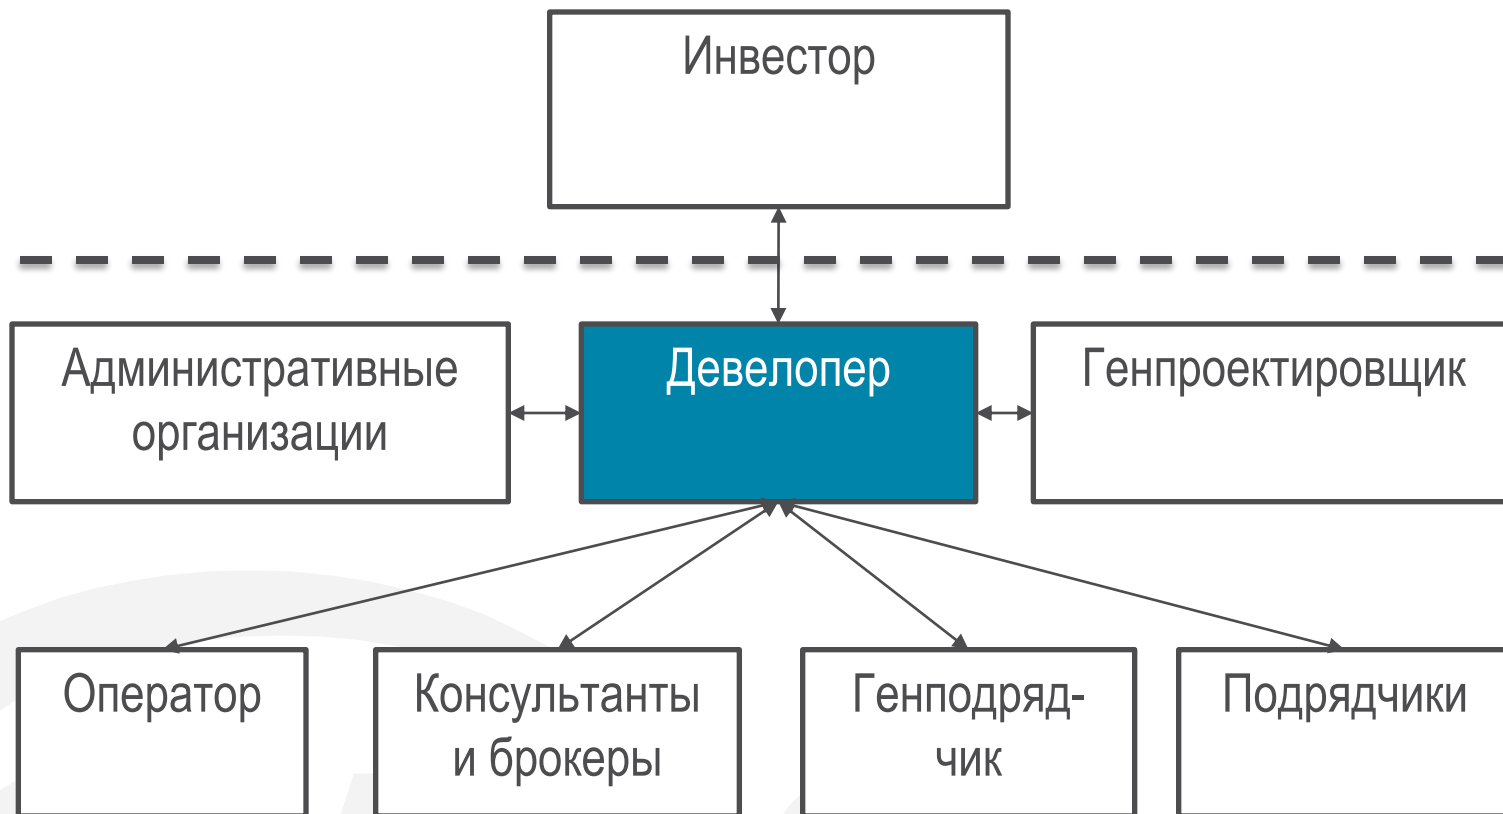 Инвестор
Административные
организации
Девелопер
Генпроектировщик
Оператор
Консультанты
и брокеры
Генподряд-
чик
Подрядчики